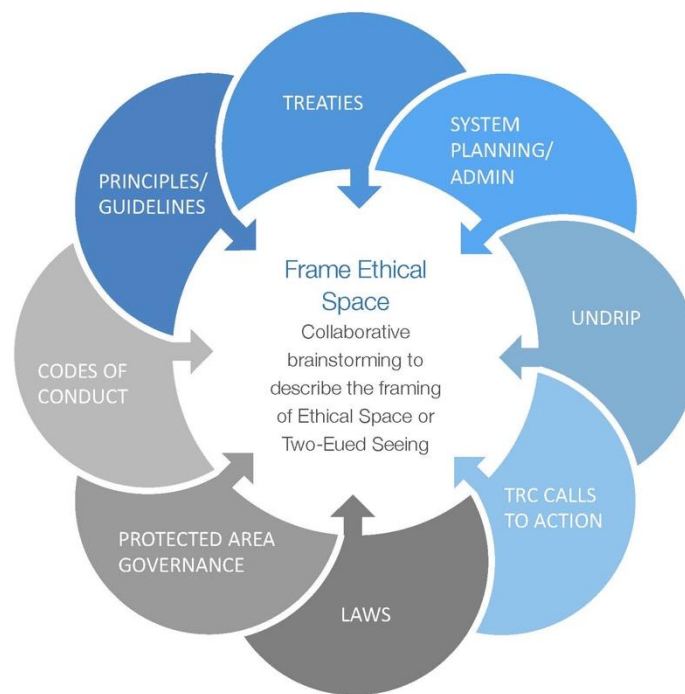 TREATIES
SYSTEM
PLANNING/
ADMIN
UNDRIP
TRC CALLS
TO ACTION
LAWS
PROTECTED AREA
GOVERNANCE
CODES OF
CONDUCT
PRINCIPLES/
GUIDELINES
Frame Ethical
Space
Collaborative
brainstorming to
describe the framing
of Ethical Space or
Two-Eued Seeing